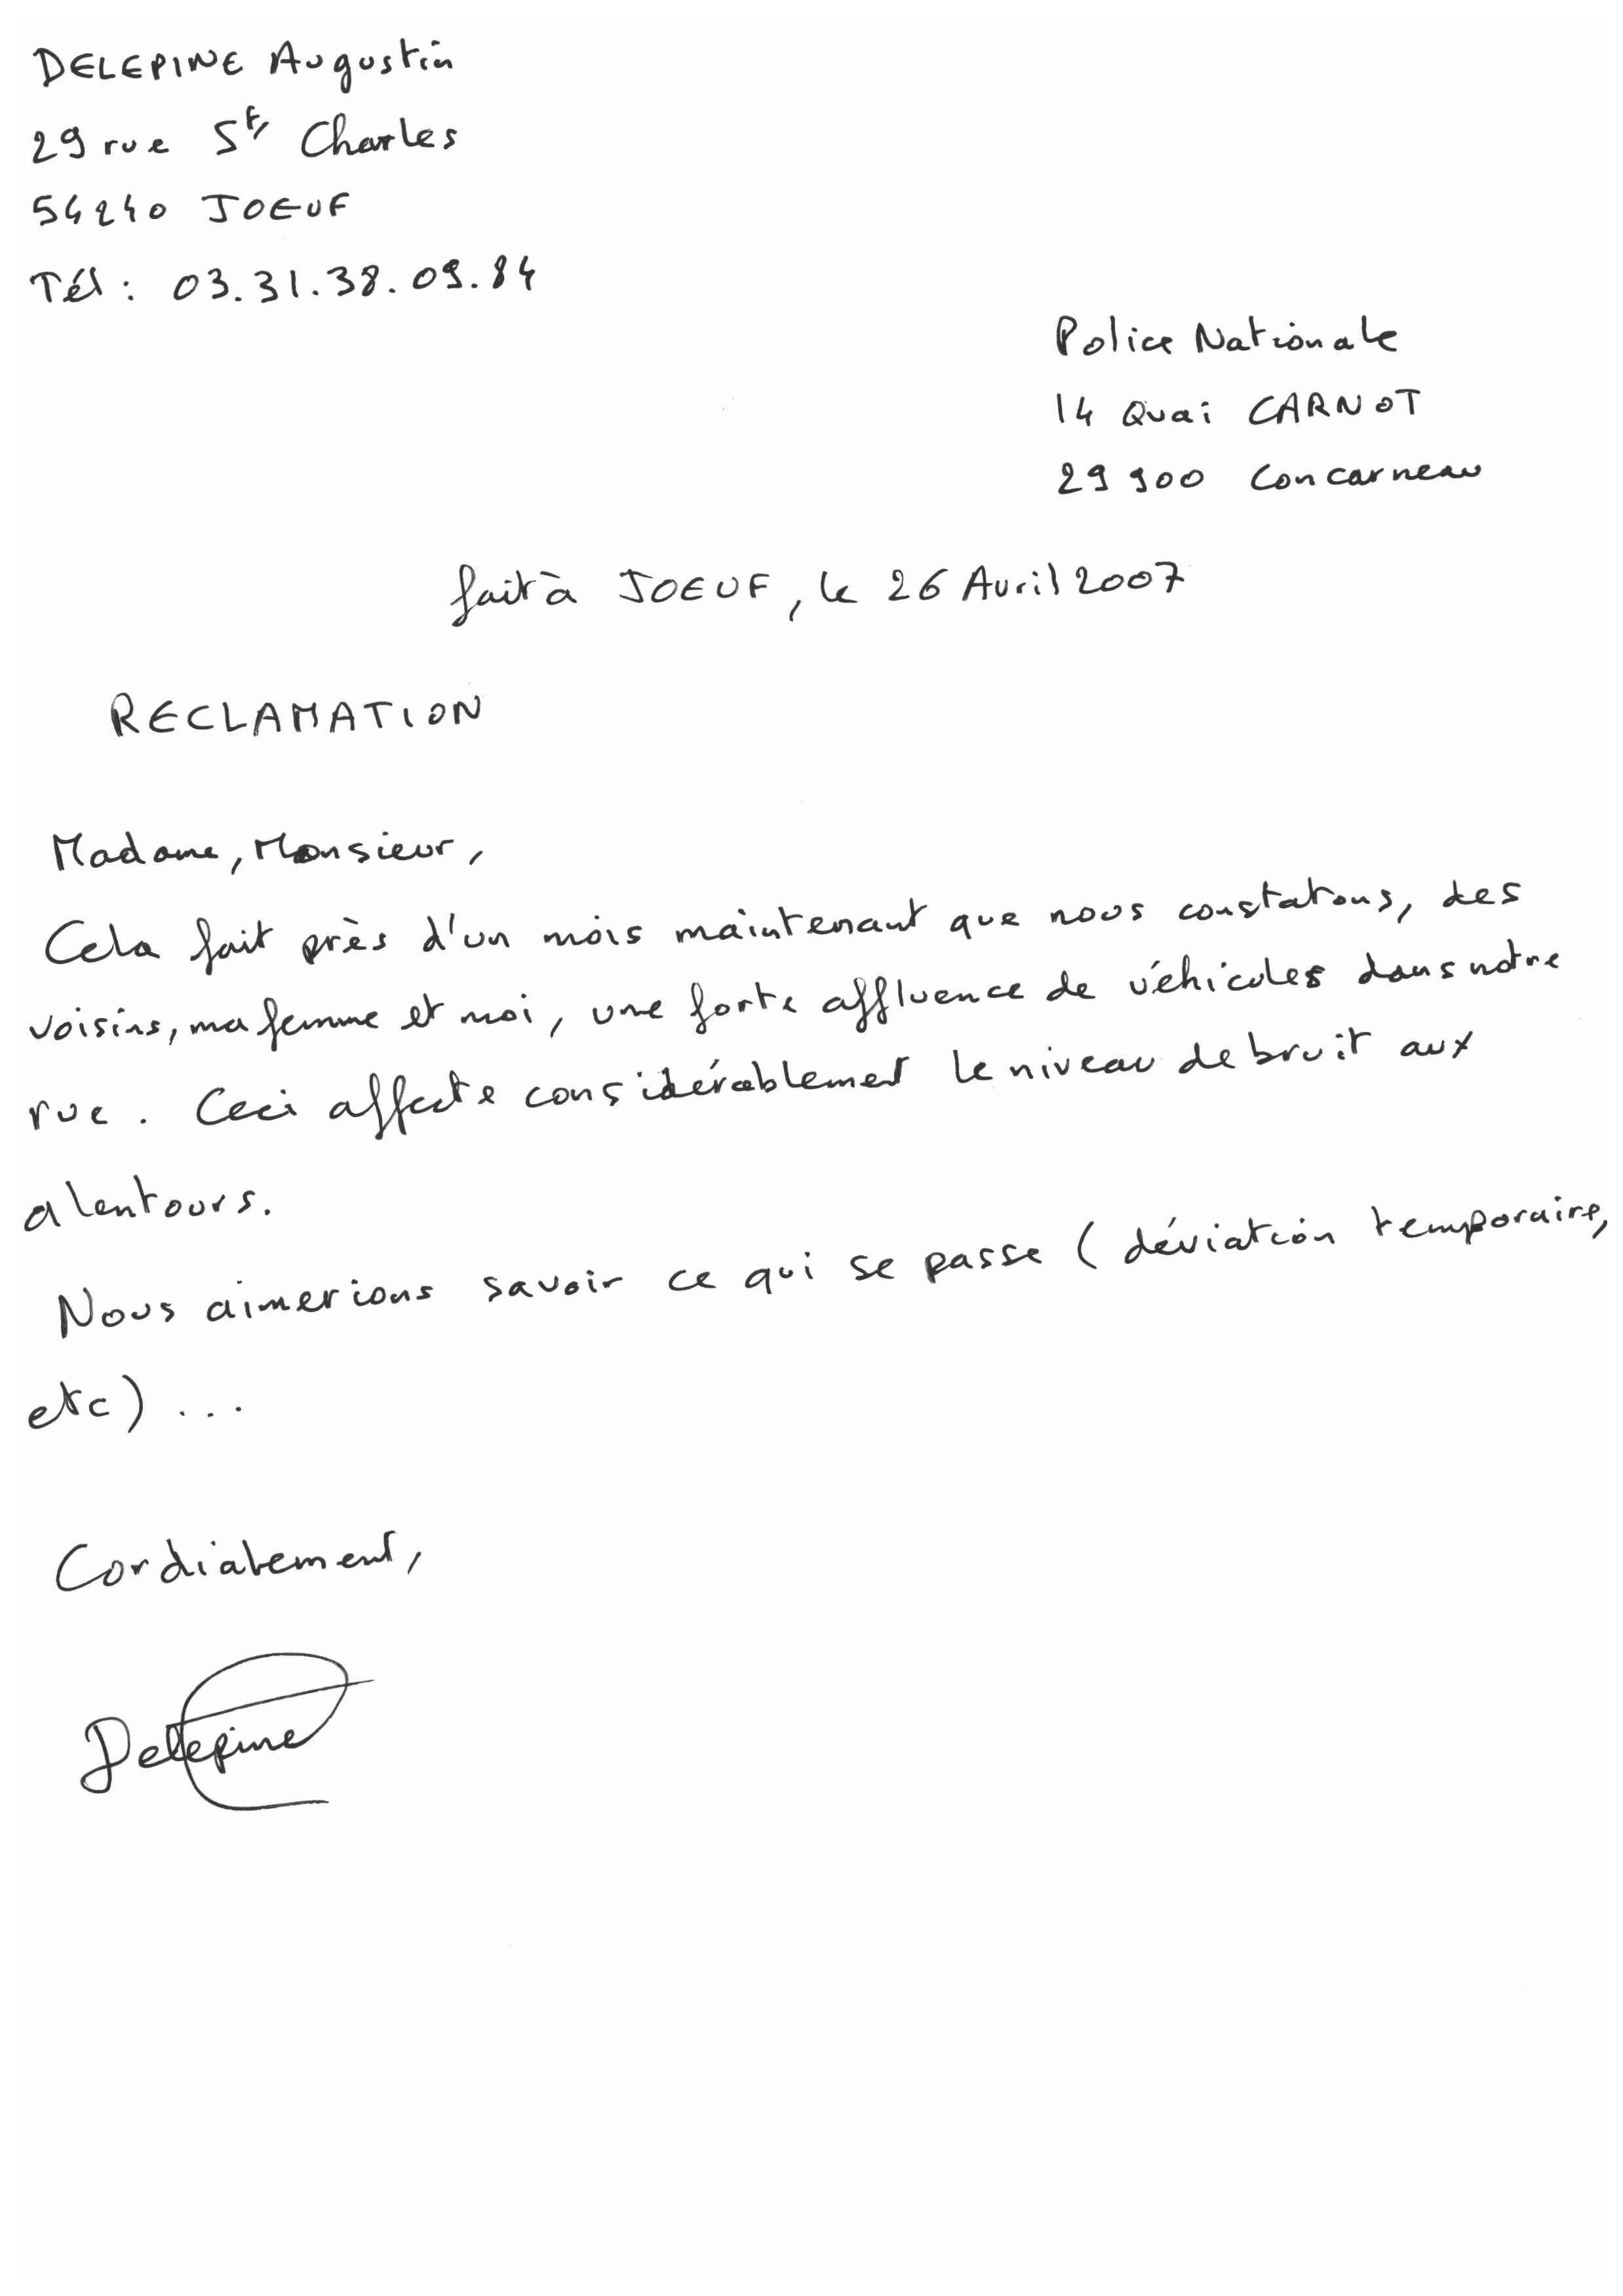 DELEPINE Augustin
29 rue St Charles
54240 JOEUF
Tél : 03.31.38.09.84
Police Nationale
14 Quai CARNOT
29900 Concarneau
fait à JOEUF, le 26 Avril 2007
RECLAMATION
Madame, Monsieur,
Cela fait près d'un mois maintenant que nous constatons, des
voisins, ma femme et moi, une forte affluence de véhicules dans notre
rue. Ceci affecte considérablement le niveau de bruit aux
alentours.
Nous aimerions savoir ce qui se passe (déviation temporaire,
etc)...
Cordialement,
Delepine